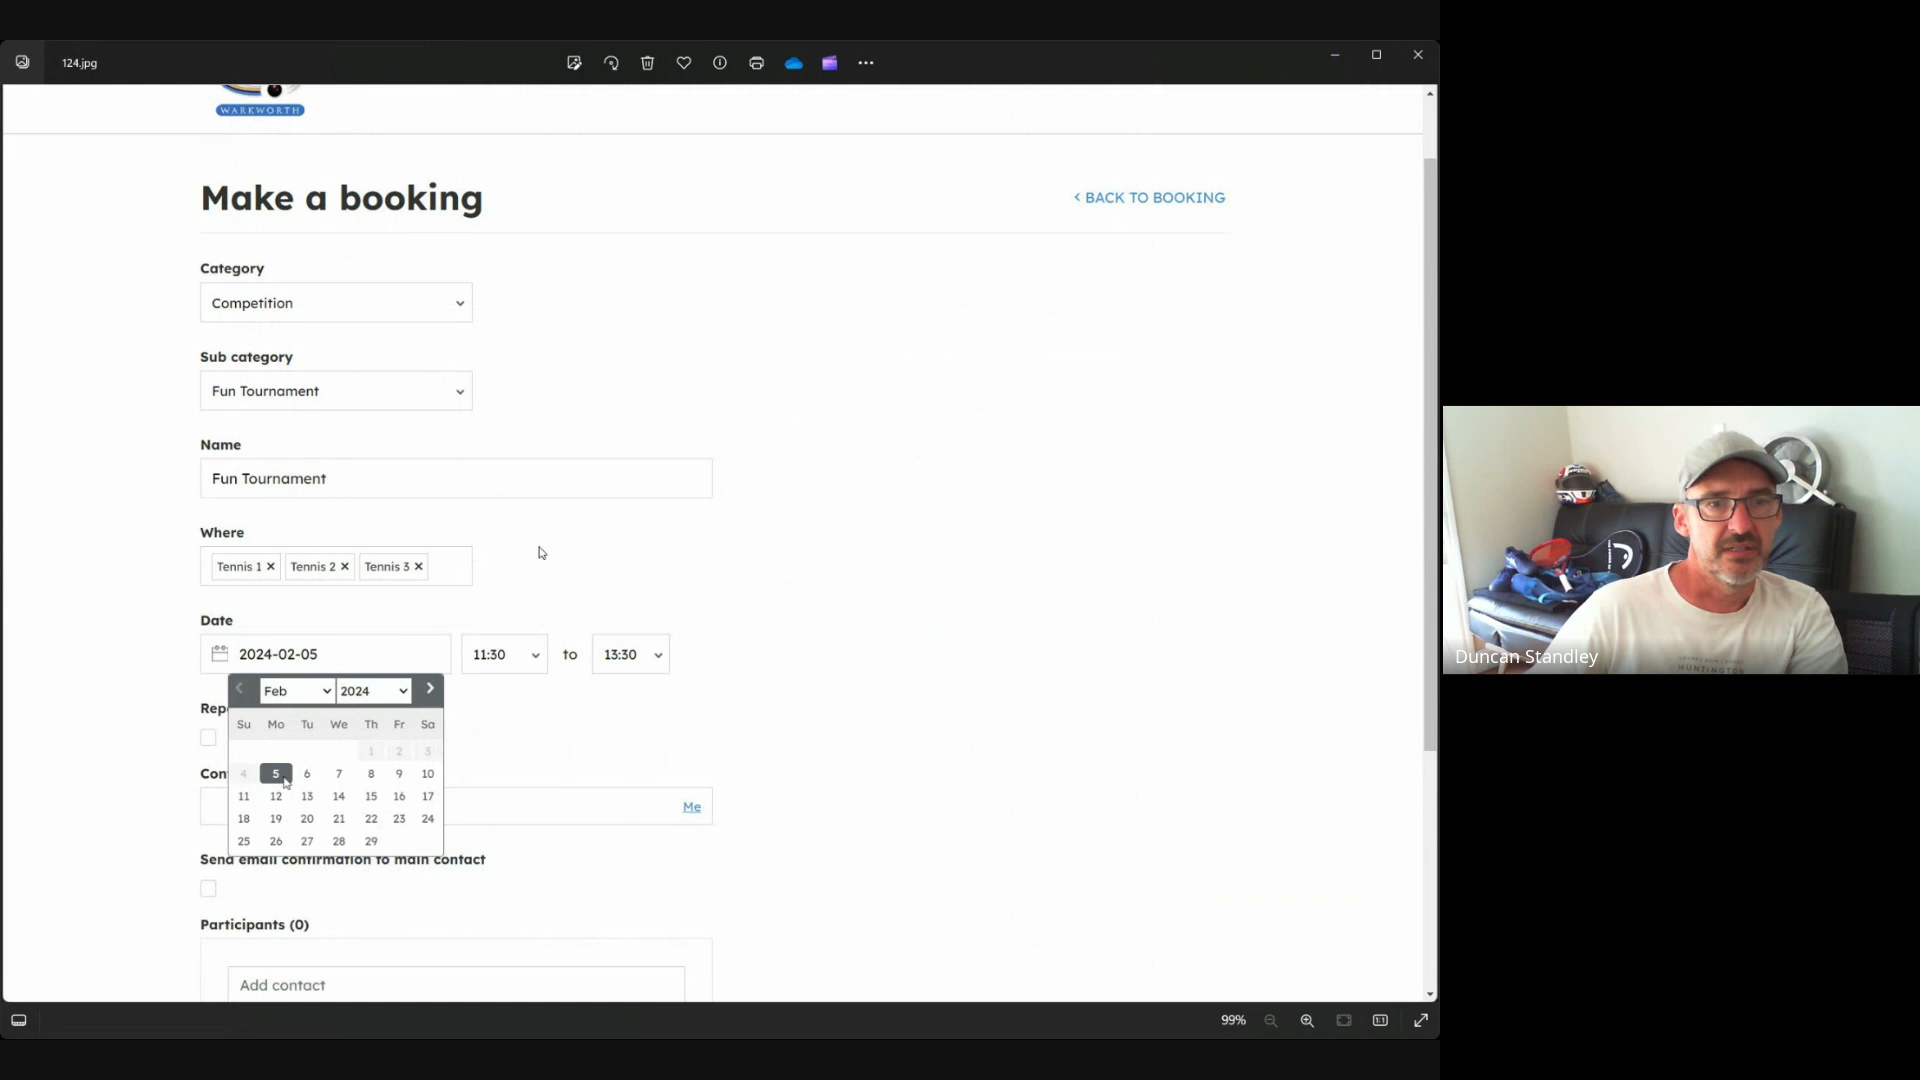 124.jpg
WARKWORTH
Make a booking
< BACK TO BOOKING
Category
Competition
Sub category
Fun Tournament
Name
Fun Tournament
Where
Tennis 1 × Tennis 2 × Tennis 3 ×
Date
2024-02-05 11:30 to 13:30
Feb 2024
Rep
Su Mo Tu We Th Fr Sa
1 2 3
4 5 6 7 8 9 10
Con
11 12 13 14 15 16 17
Me
18 19 20 21 22 23 24
25 26 27 28 29
Send email confirmation to main contact
Participants (0)
Add contact
99%
1:1
Duncan Standley
HUNTINGTON